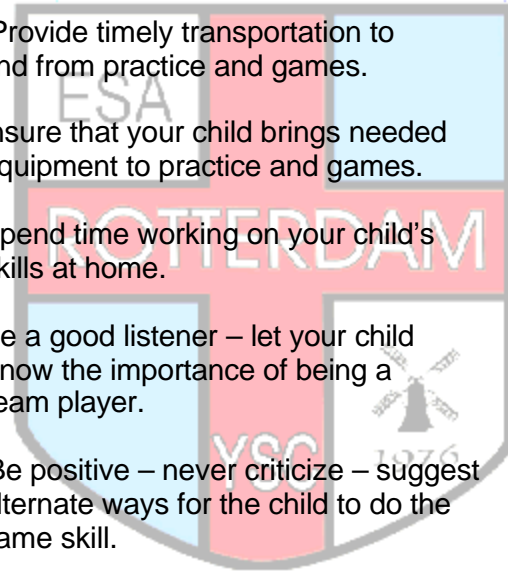 Provide timely transportation to
nd from practice and games.
ESA
nsure that your child brings needed
quipment to practice and games.
ROTTERDAM
pend time working on your child’s
kills at home.
e a good listener – let your child
now the importance of being a
eam player.
YSC
1976
Be positive – never criticize – suggest
lternate ways for the child to do the
ame skill.